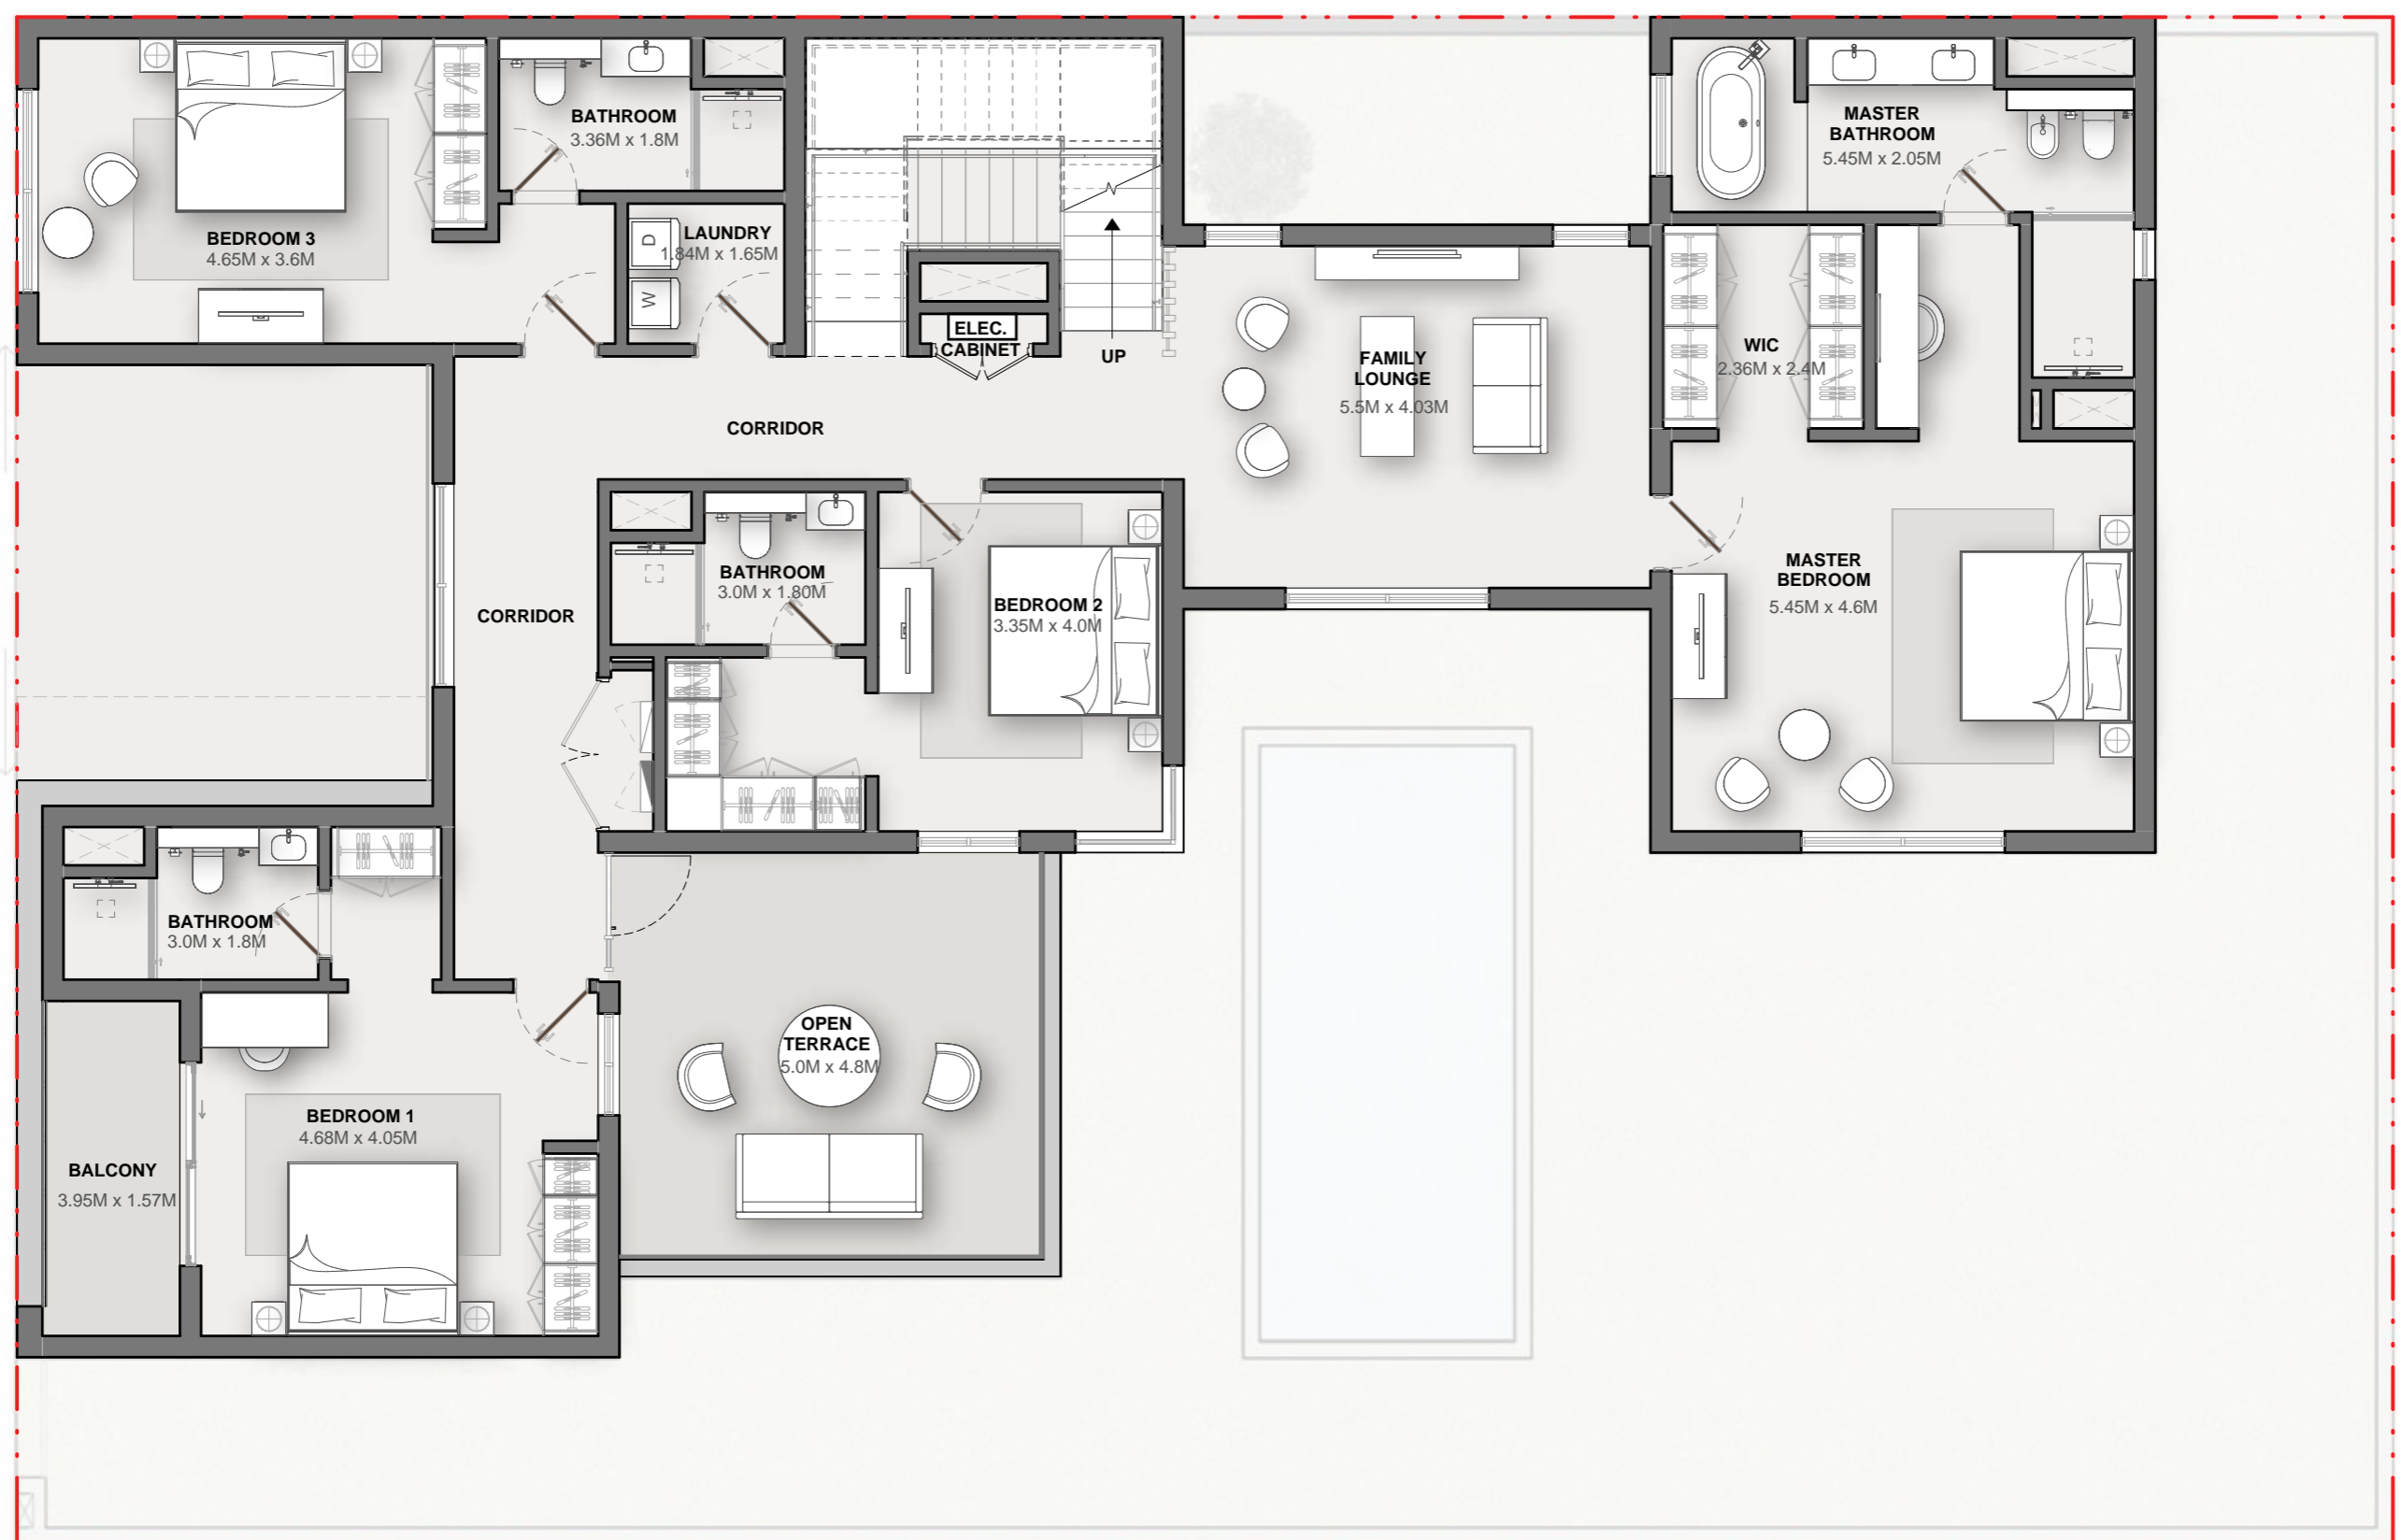 BATHROOM
3.36M x 1.8M
MASTER
BATHROOM
5.45M x 2.05M
BEDROOM 3
4.65M x 3.6M
D
LAUNDRY
1.84M x 1.65M
W
ELEC.
CABINET
UP
FAMILY
LOUNGE
5.5M x 4.03M
WIC
2.36M x 2.4M
CORRIDOR
BATHROOM
3.0M x 1.80M
BEDROOM 2
3.35M x 4.0M
MASTER
BEDROOM
5.45M x 4.6M
CORRIDOR
BATHROOM
3.0M x 1.8M
OPEN
TERRACE
5.0M x 4.8M
BEDROOM 1
4.68M x 4.05M
BALCONY
3.95M x 1.57M